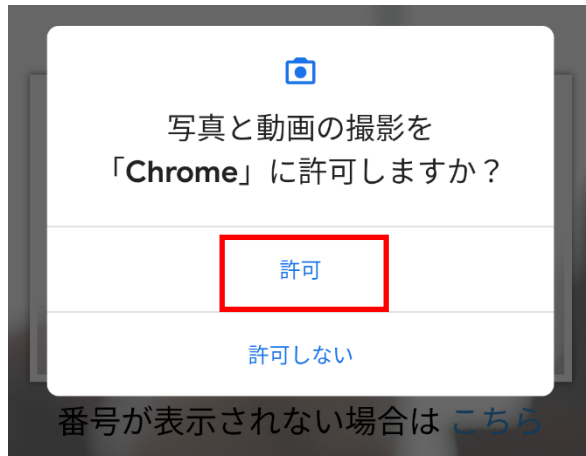 写真と動画の撮影を
「Chrome」に許可しますか？
許可
許可しない
番号が表示されない場合は こちら